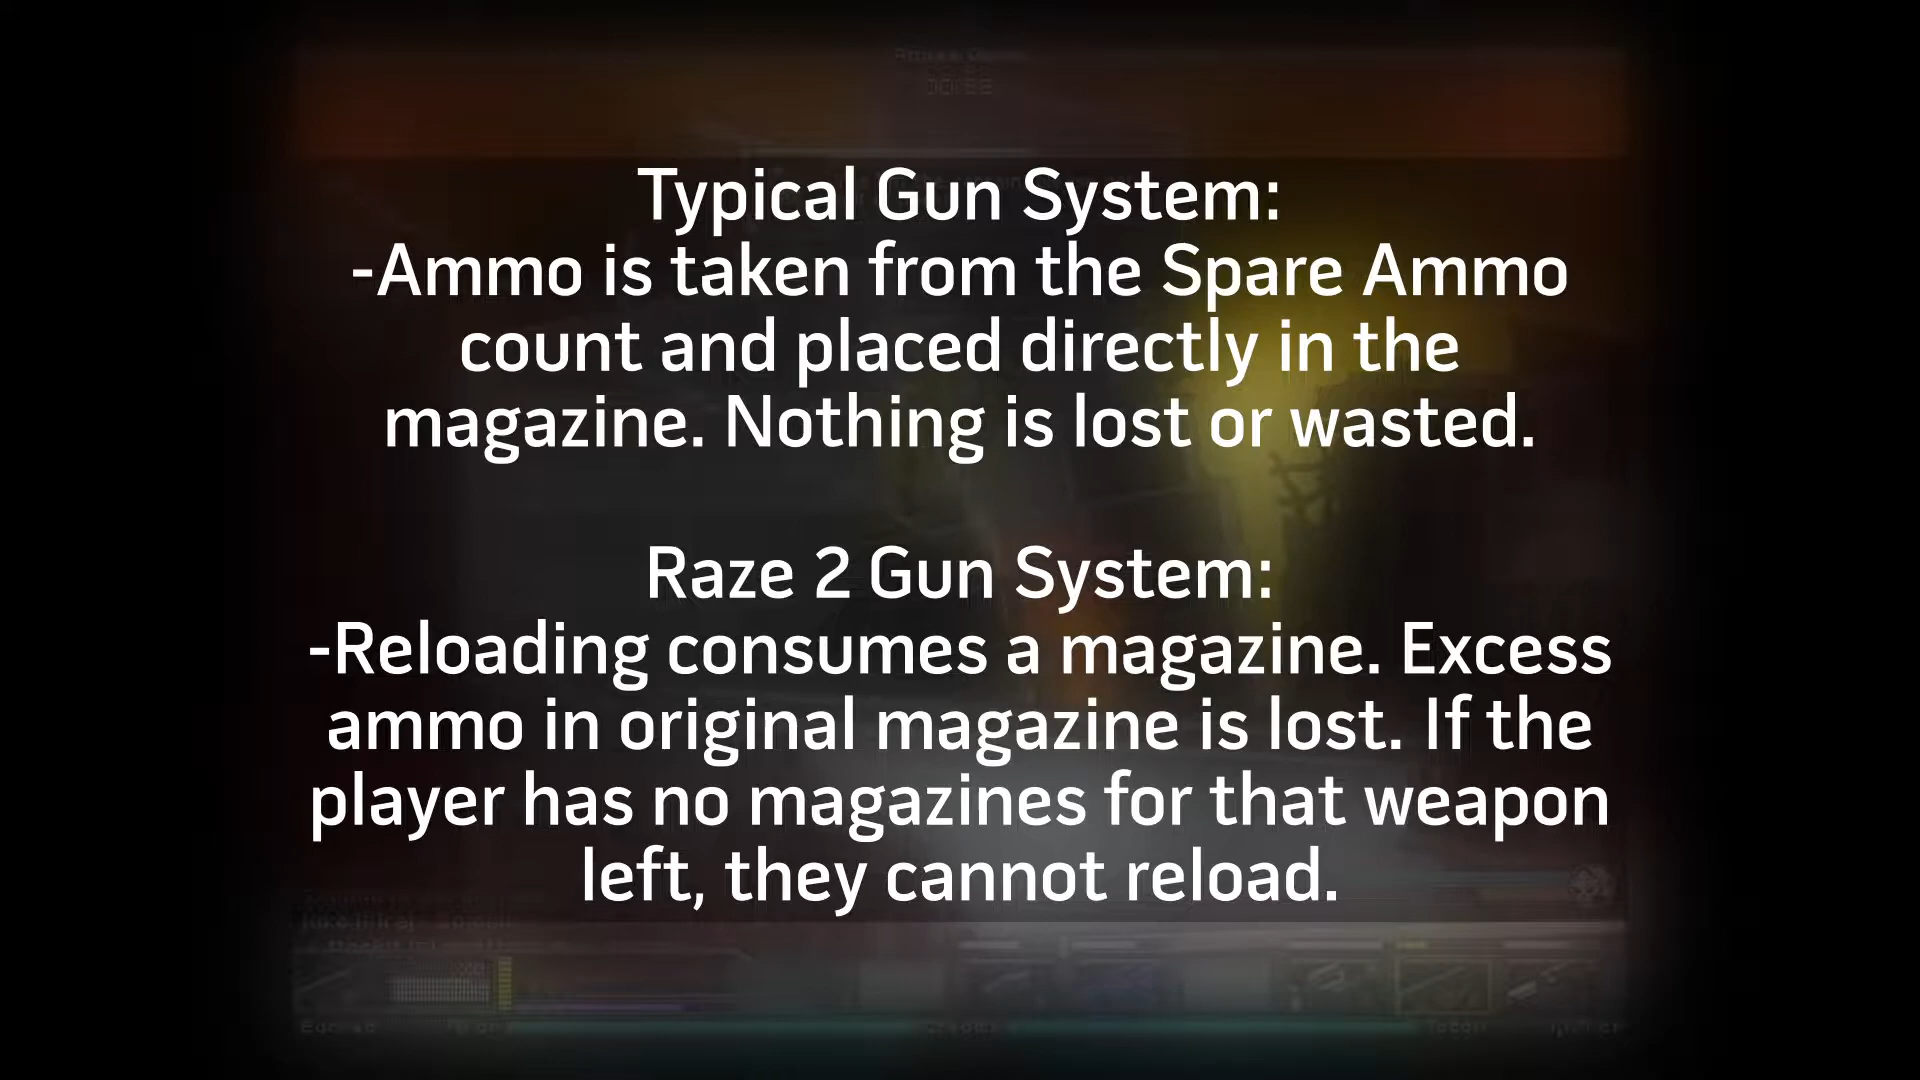 Typical Gun System:
-Ammo is taken from the Spare Ammo
count and placed directly in the
magazine. Nothing is lost or wasted.
Raze 2 Gun System:
-Reloading consumes a magazine. Excess
ammo in original magazine is lost. If the
player has no magazines for that weapon
left, they cannot reload.